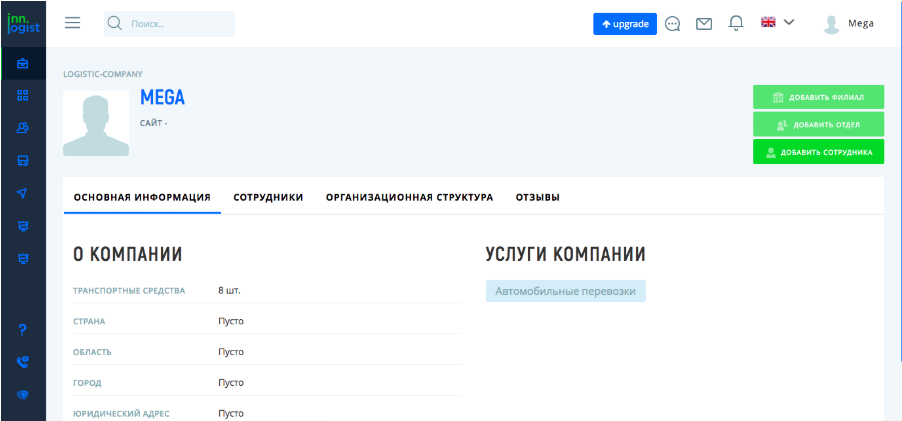 inn.
logist
Поиск..
upgrade
Mega
LOGISTIC-COMPANY
MEGA
САЙТ -
ДОБАВИТЬ ФИЛИАЛ
ДОБАВИТЬ ОТДЕЛ
ДОБАВИТЬ СОТРУДНИКА
ОСНОВНАЯ ИНФОРМАЦИЯ СОТРУДНИКИ ОРГАНИЗАЦИОННАЯ СТРУКТУРА ОТЗЫВЫ
О КОМПАНИИ
ТРАНСПОРТНЫЕ СРЕДСТВА 8 шт.
СТРАНА Пусто
ОБЛАСТЬ Пусто
ГОРОД Пусто
ЮРИДИЧЕСКИЙ АДРЕС Пусто
УСЛУГИ КОМПАНИИ
Автомобильные перевозки